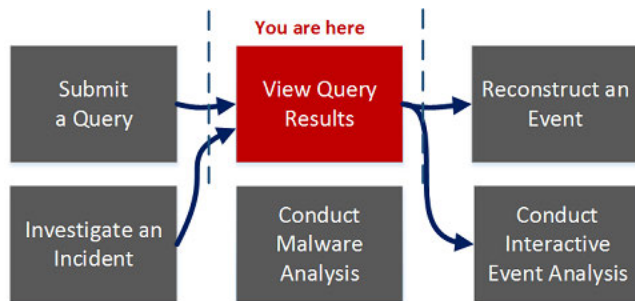 You are here
Submit
a Query
View Query
Results
Reconstruct an
Event
Investigate an
Incident
Conduct
Malware
Analysis
Conduct
Interactive
Event Analysis